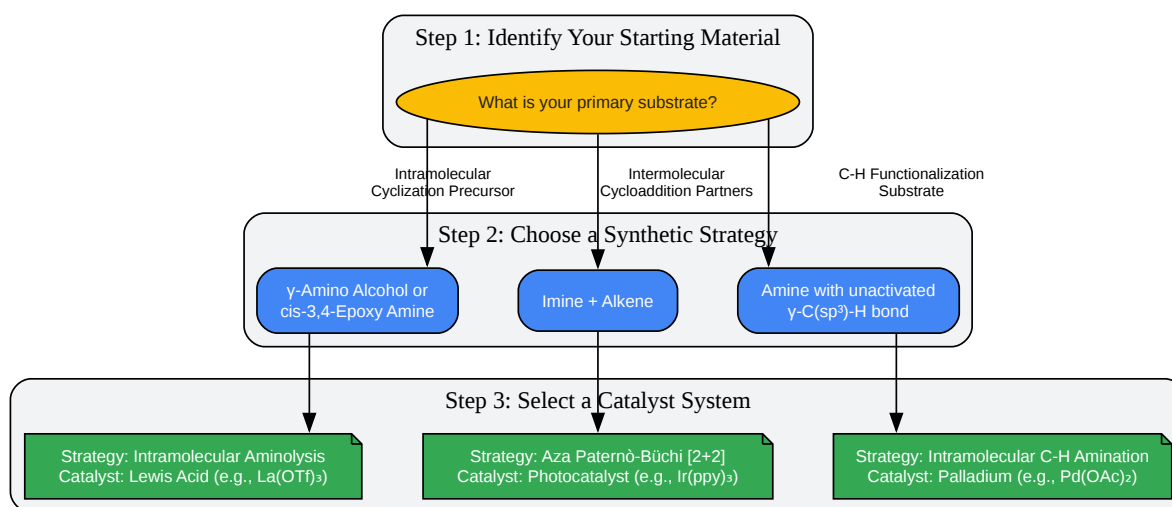 Step 1: Identify Your Starting Material
What is your primary substrate?
Intramolecular
Cyclization Precursor
Intermolecular
Cycloaddition Partners
C-H Functionalization
Substrate
Step 2: Choose a Synthetic Strategy
γ-Amino Alcohol or
cis-3,4-Epoxy Amine
Imine + Alkene
Amine with unactivated
γ-C(sp³)-H bond
Step 3: Select a Catalyst System
Strategy: Intramolecular Aminolysis
Catalyst: Lewis Acid (e.g., La(OTf)₃)
Strategy: Aza Paternò-Büchi [2+2]
Catalyst: Photocatalyst (e.g., Ir(ppy)₃)
Strategy: Intramolecular C-H Amination
Catalyst: Palladium (e.g., Pd(OAc)₂)